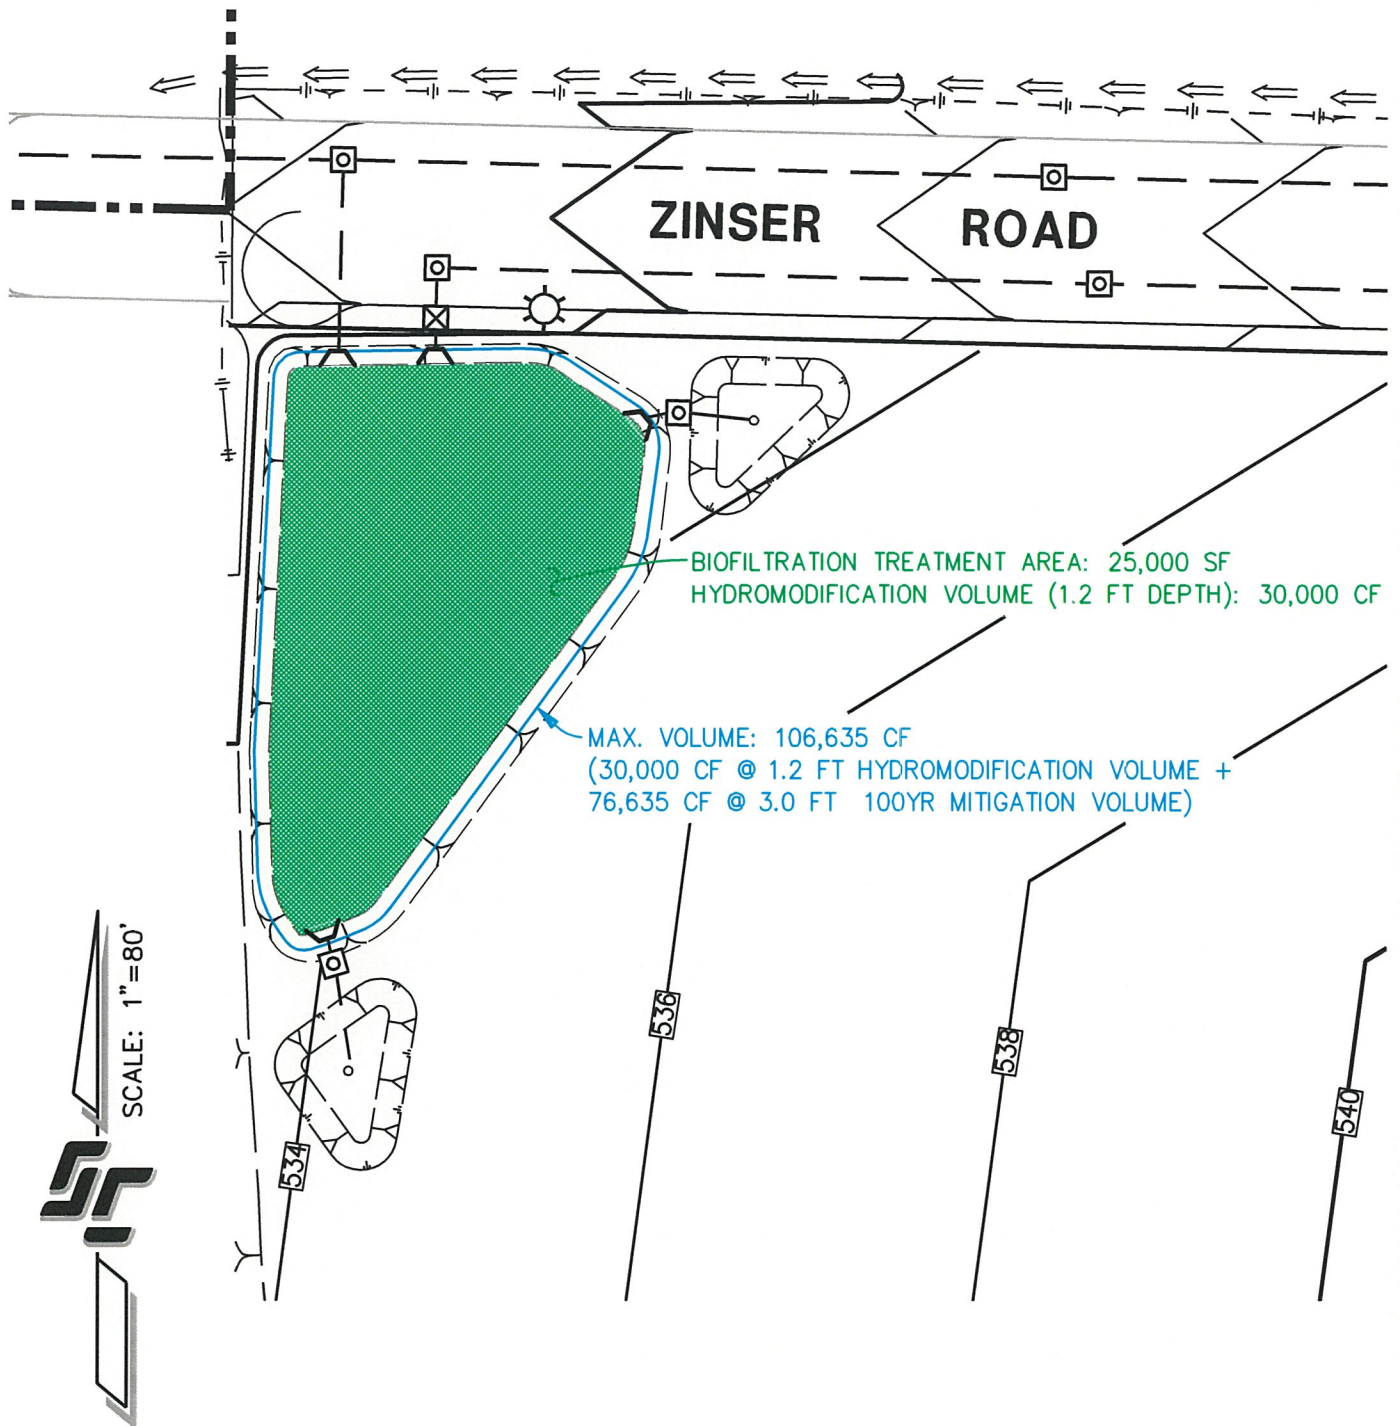 ZINSER ROAD
BIOFILTRATION TREATMENT AREA: 25,000 SF
HYDROMODIFICATION VOLUME (1.2 FT DEPTH): 30,000 CF
MAX. VOLUME: 106,635 CF
(30,000 CF @ 1.2 FT HYDROMODIFICATION VOLUME +
76,635 CF @ 3.0 FT 100YR MITIGATION VOLUME)
SCALE: 1"=80'
534
536
538
540